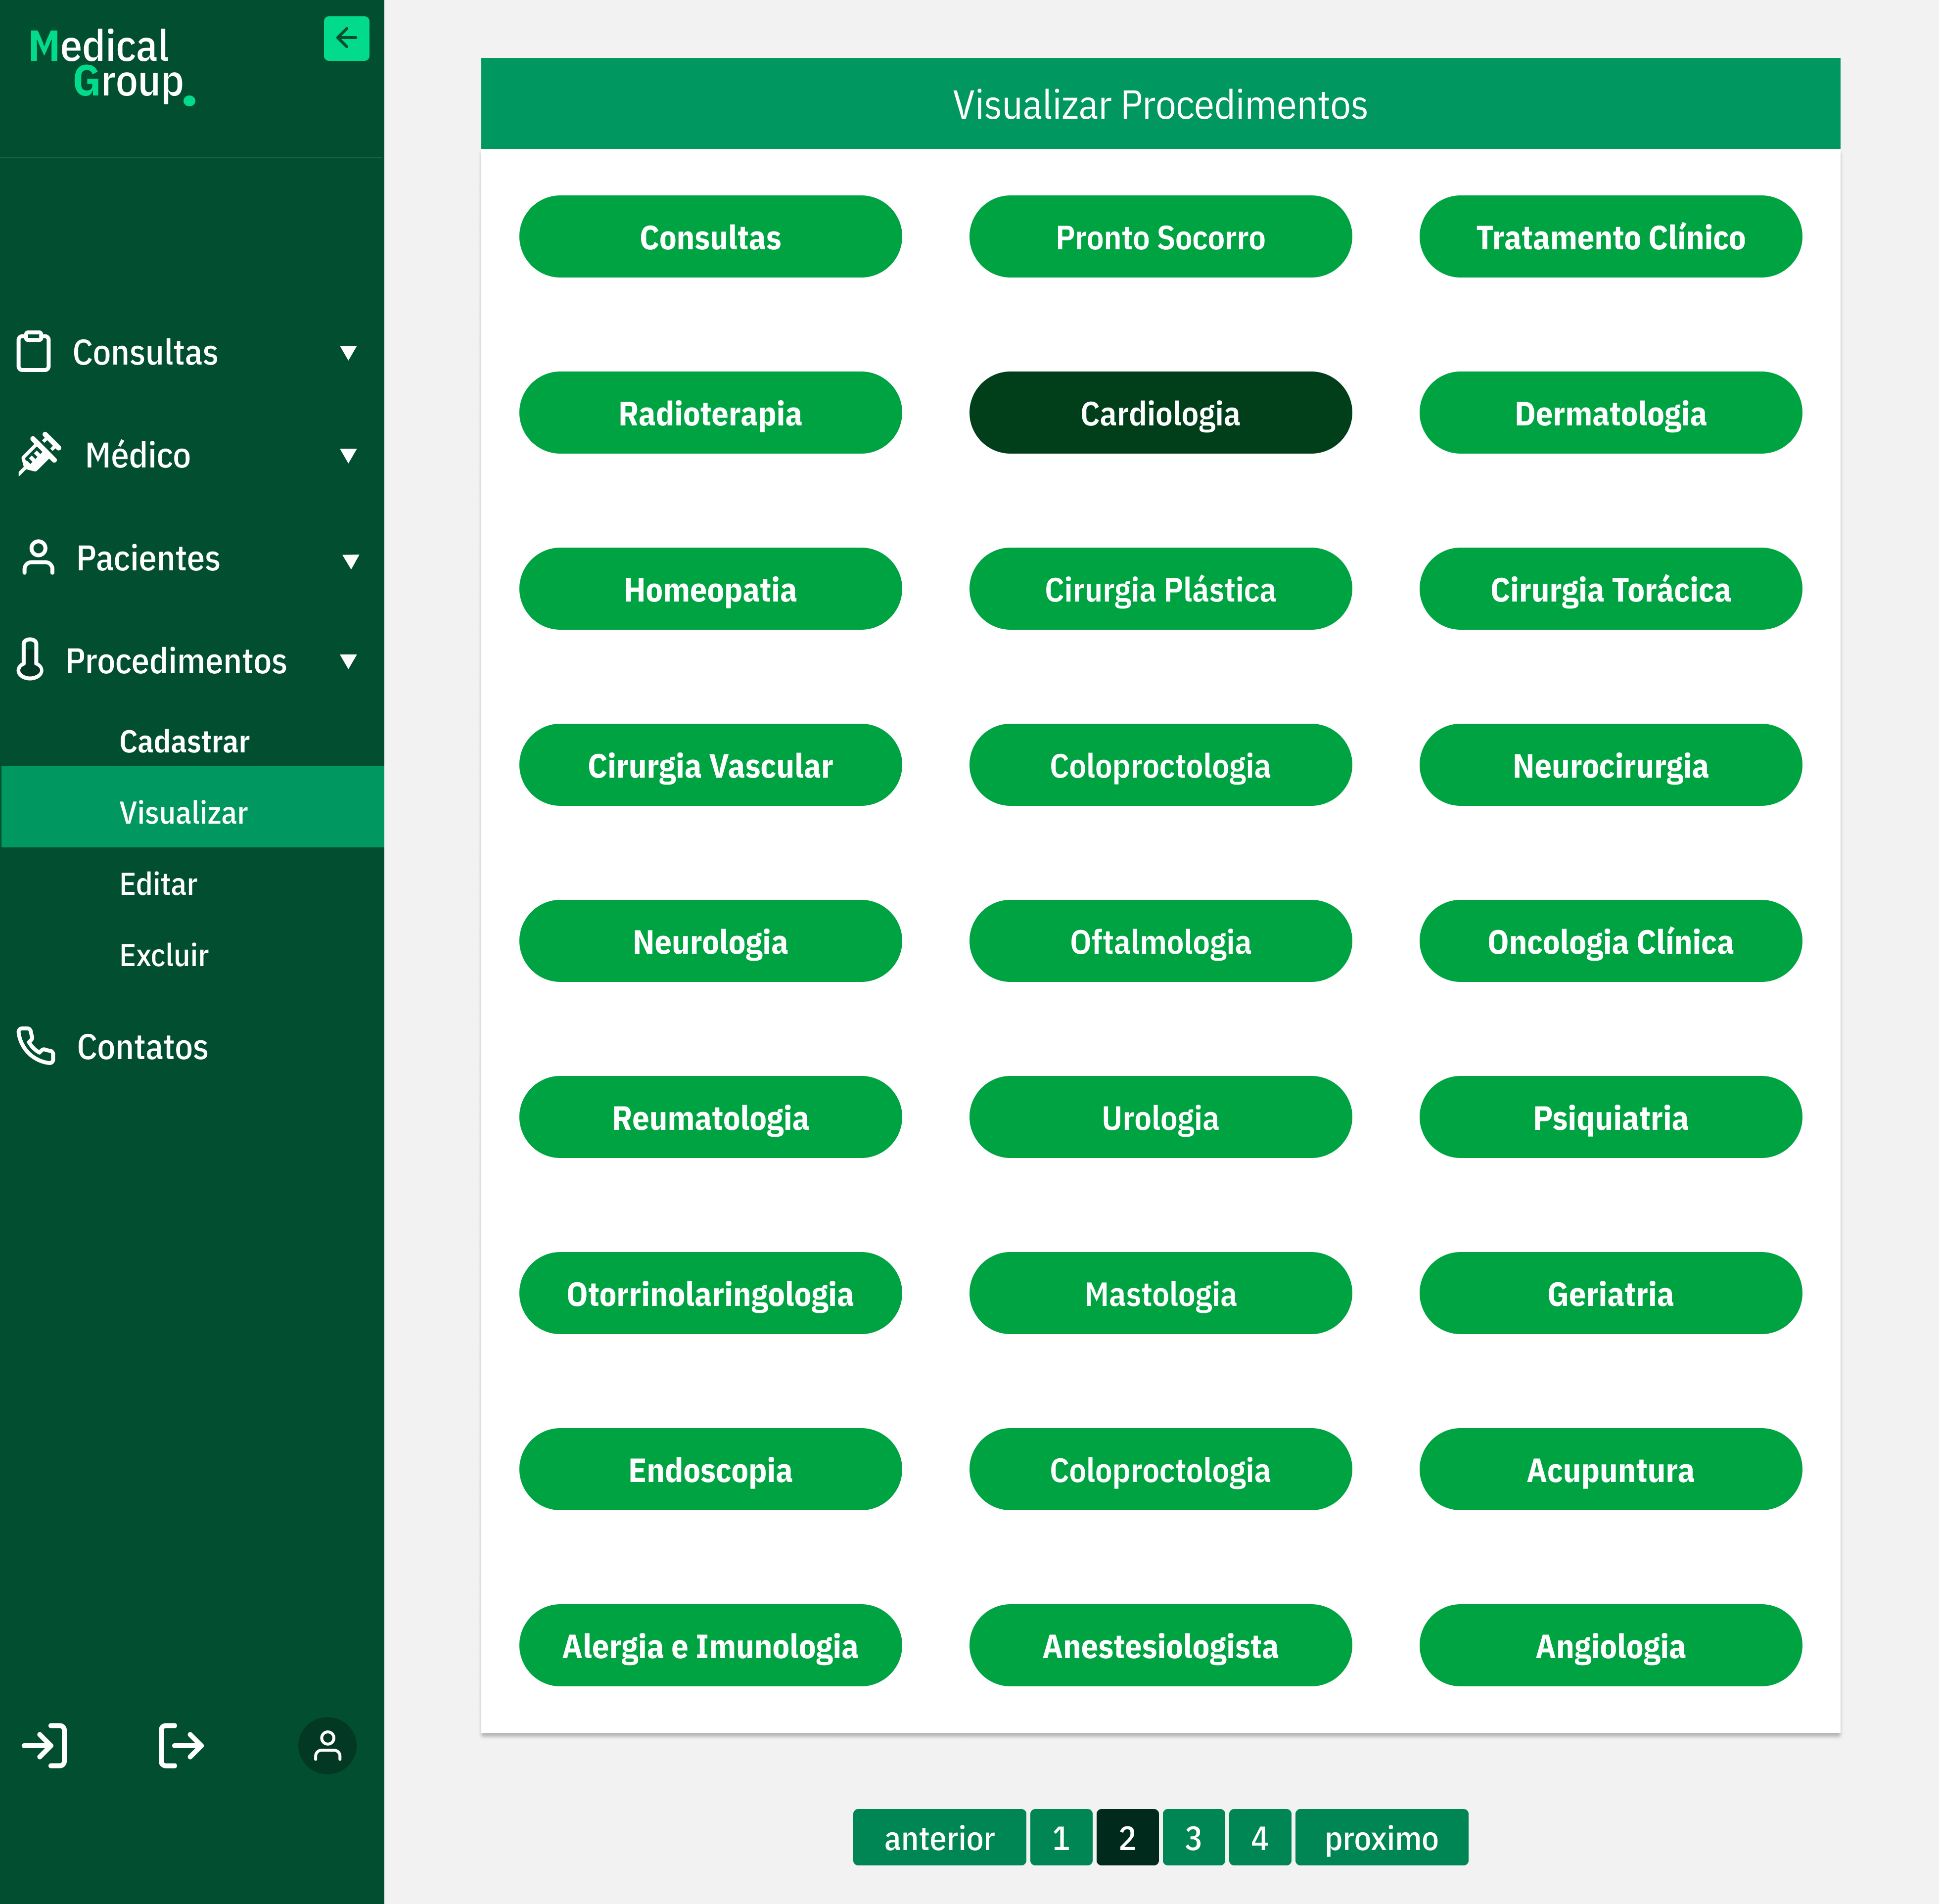 Medical
Group.
Consultas
Médico
Pacientes
Procedimentos
Cadastrar
Visualizar
Editar
Excluir
Contatos
Visualizar Procedimentos
Consultas
Pronto Socorro
Tratamento Clínico
Radioterapia
Cardiologia
Dermatologia
Homeopatia
Cirurgia Plástica
Cirurgia Torácica
Cirurgia Vascular
Coloproctologia
Neurocirurgia
Neurologia
Oftalmologia
Oncologia Clínica
Reumatologia
Urologia
Psiquiatria
Otorrinolaringologia
Mastologia
Geriatria
Endoscopia
Coloproctologia
Acupuntura
Alergia e Imunologia
Anestesiologista
Angiologia
anterior 1 2 3 4 proximo